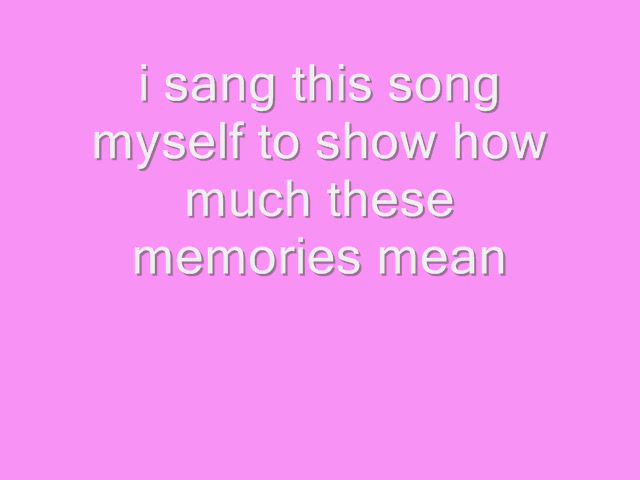 i sang this song
myself to show how
much these
memories mean